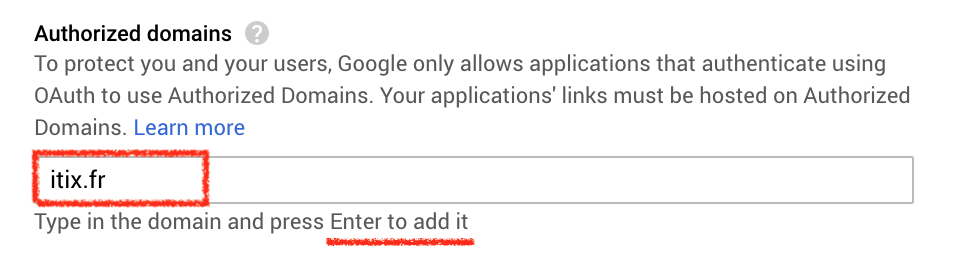 Authorized domains ?
To protect you and your users, Google only allows applications that authenticate using
OAuth to use Authorized Domains. Your applications' links must be hosted on Authorized
Domains. Learn more
itix.fr
Type in the domain and press Enter to add it